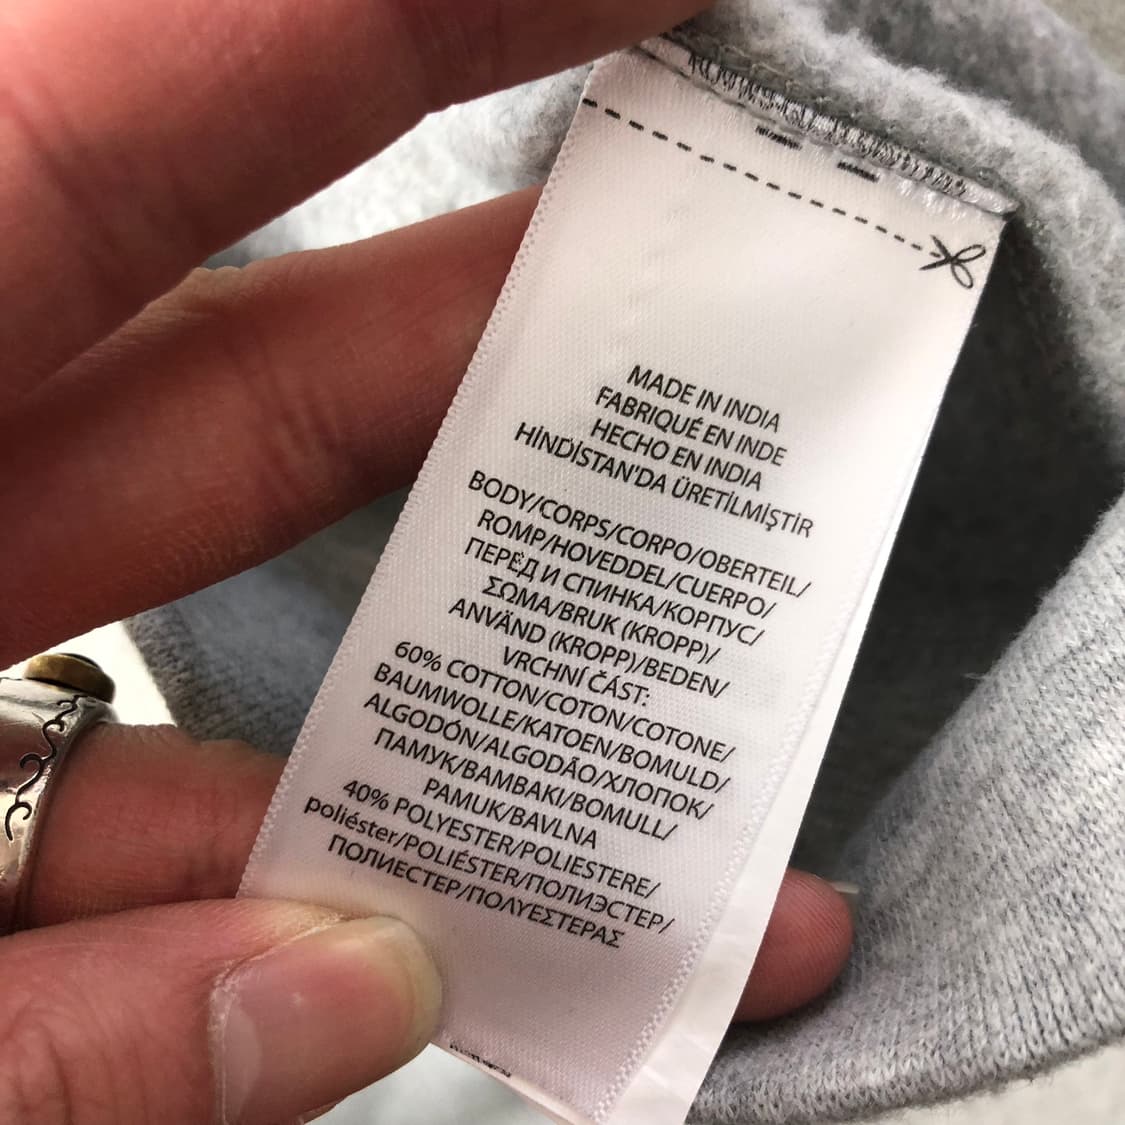 MADE IN INDIA
FABRIQUÉ EN INDE
HECHO EN INDIA
HİNDİSTAN'DA ÜRETİLMİŞTİR
BODY/CORPS/CORPO/OBERTEIL/
ROMP/HOVEDDEL/CUERPO/
ПЕРЁД И СПИНКА/КОРПУС/
ΣΩΜΑ/BRUK (KROPP)/
ANVÄND (KROPP)/BEDEN/
VRCHNÍ ČÁST:
60% COTTON/COTON/COTONE/
BAUMWOLLE/KATOEN/BOMULD/
ALGODÓN/ALGODÃO/ХЛОПОК/
ПАМУК/ΒΑΜΒΑΚΙ/BOMULL/
PAMUK/BAVLNA
40% POLYESTER/POLIESTERE/
poliéster/POLIÉSTER/ПОЛИЭСТЕР/
ПОЛИЕСТЕР/ΠΟΛΥΕΣΤΕΡΑΣ